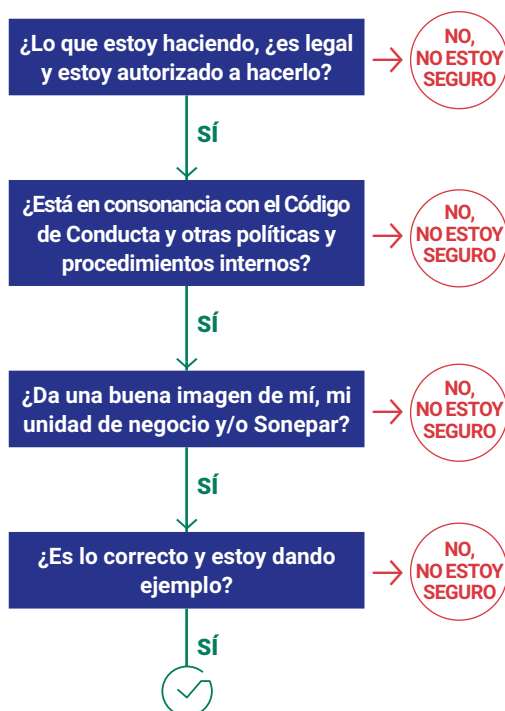 ¿Lo que estoy haciendo, ¿es legal
y estoy autorizado a hacerlo?
NO,
NO ESTOY
SEGURO
SÍ
¿Está en consonancia con el Código
de Conducta y otras políticas y
procedimientos internos?
NO,
NO ESTOY
SEGURO
SÍ
¿Da una buena imagen de mí, mi
unidad de negocio y/o Sonepar?
NO,
NO ESTOY
SEGURO
SÍ
¿Es lo correcto y estoy dando
ejemplo?
NO,
NO ESTOY
SEGURO
SÍ